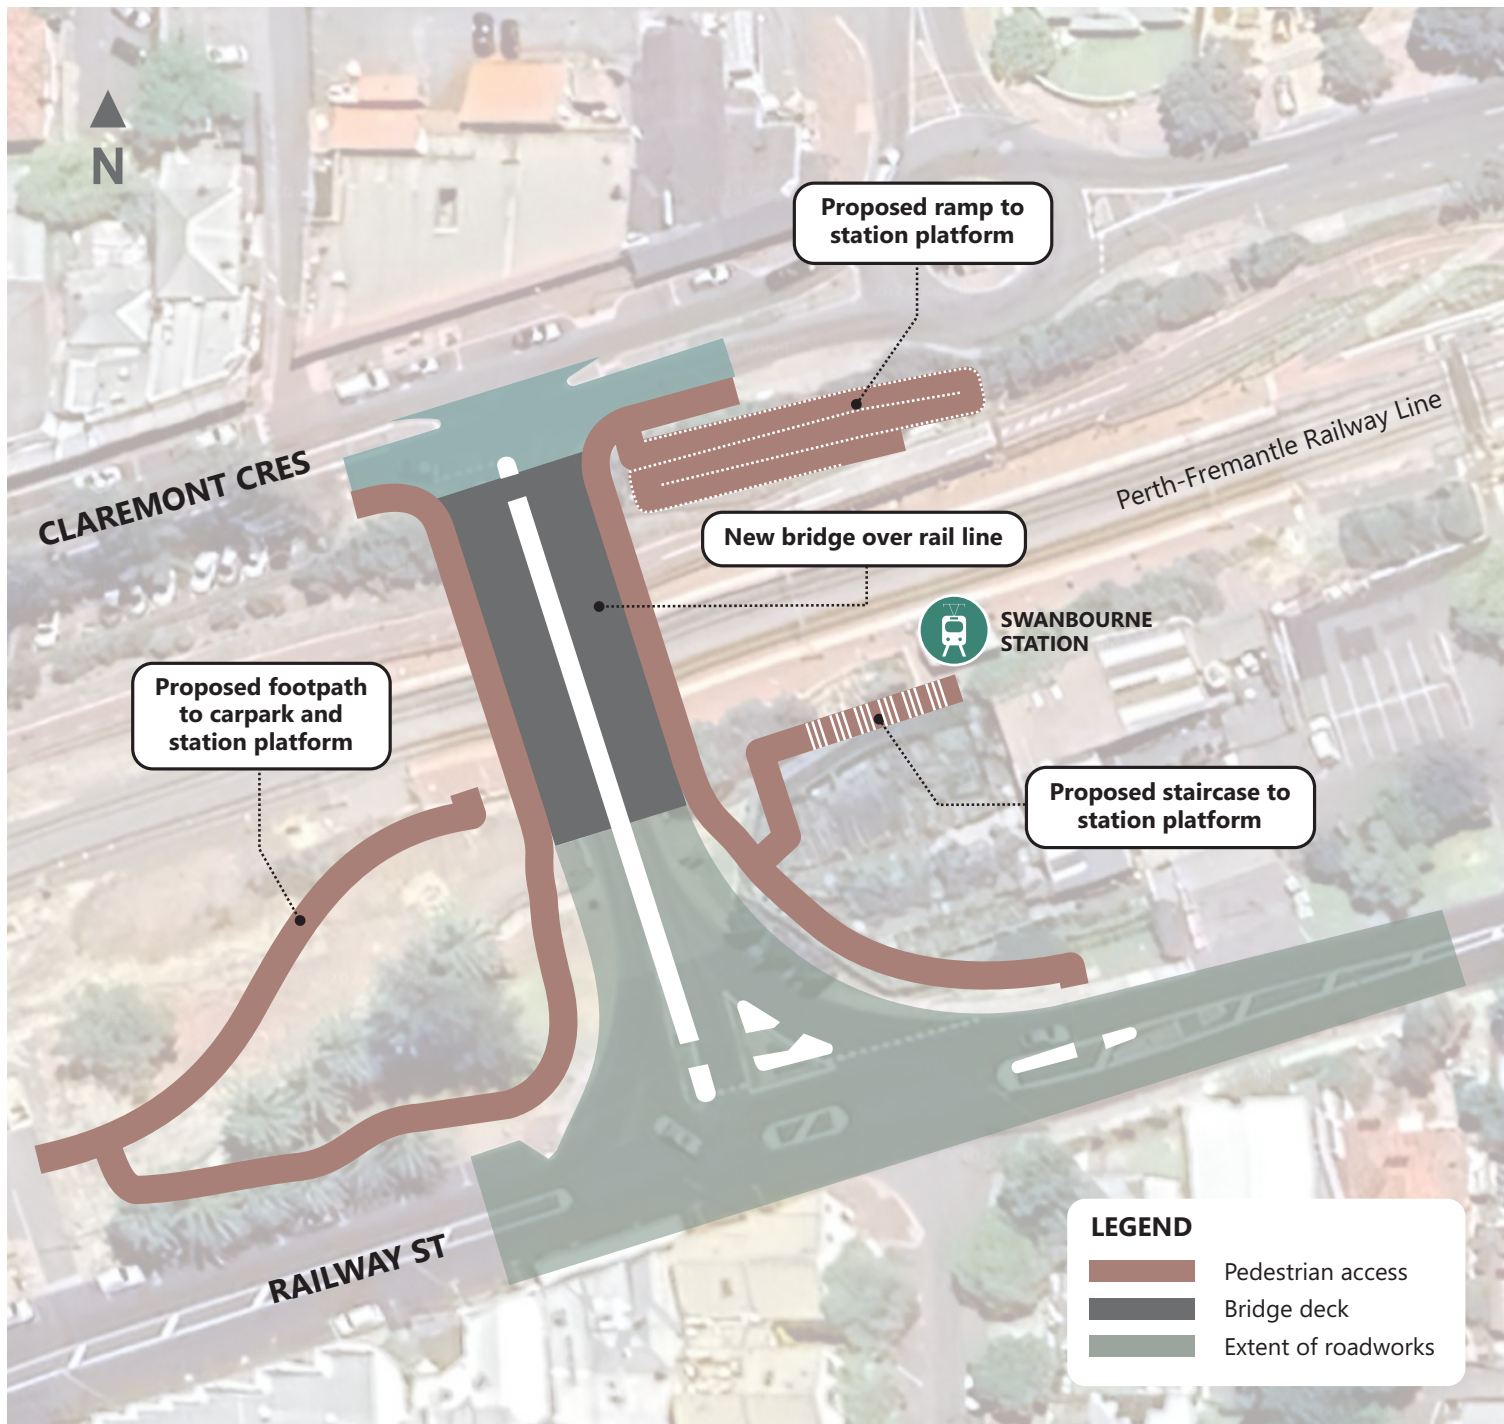 N
Proposed ramp to
station platform
CLAREMONT CRES
Perth-Fremantle Railway Line
New bridge over rail line
SWANBOURNE
STATION
Proposed footpath
to carpark and
station platform
Proposed staircase to
station platform
RAILWAY ST
LEGEND
Pedestrian access
Bridge deck
Extent of roadworks